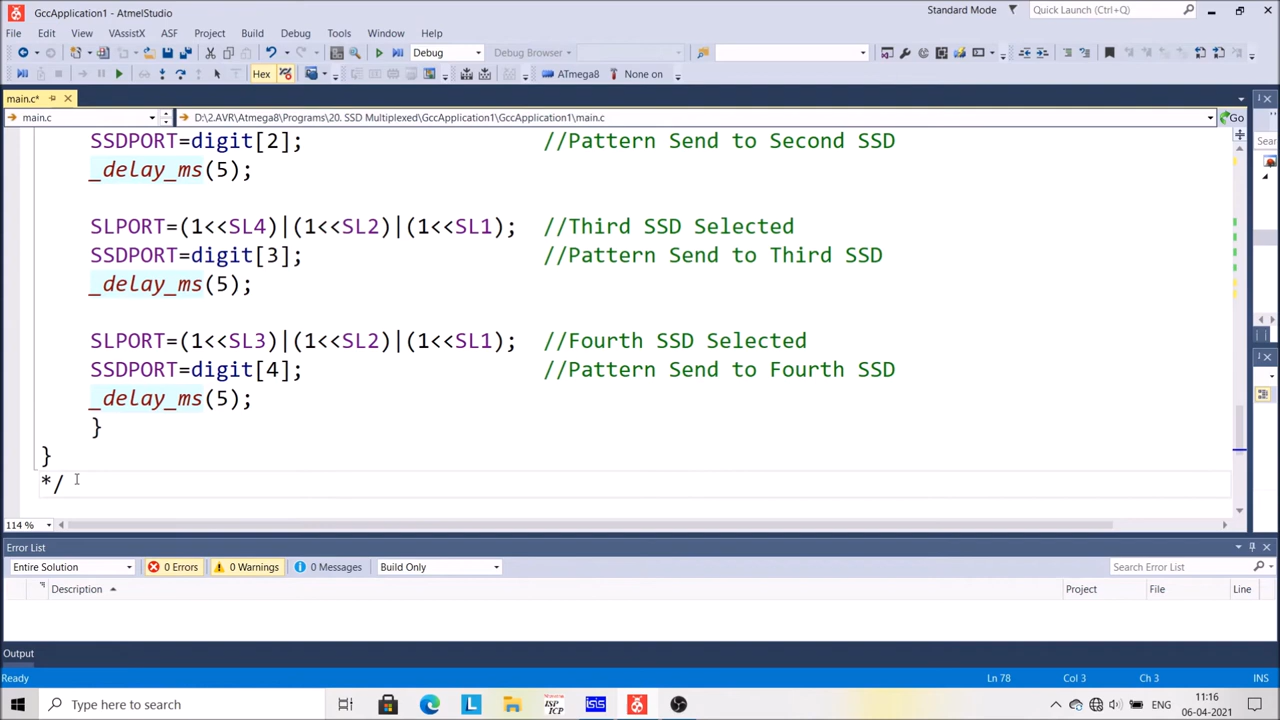 GccApplication1 - AtmelStudio
Standard Mode
Quick Launch (Ctrl+Q)
File Edit View VAssistX ASF Project Build Debug Tools Window Help
Debug
Debug Browser
Hex
ATmega8
None on
main.c*
main.c
D:\2.AVR\Atmega8\Programs\20. SSD Multiplexed\GccApplication1\GccApplication1\main.c
Go
SSDPORT=digit[2]; //Pattern Send to Second SSD
_delay_ms(5);
SLPORT=(1<<SL4)|(1<<SL2)|(1<<SL1); //Third SSD Selected
SSDPORT=digit[3]; //Pattern Send to Third SSD
_delay_ms(5);
SLPORT=(1<<SL3)|(1<<SL2)|(1<<SL1); //Fourth SSD Selected
SSDPORT=digit[4]; //Pattern Send to Fourth SSD
_delay_ms(5);
}
}
*/
Sear
114 %
Error List
Entire Solution
0 Errors
0 Warnings
0 Messages
Build Only
Search Error List
Description
Project
File
Line
Output
Ready
Ln 78
Col 3
Ch 3
INS
Type here to search
L
ISP
ICP
isis
ENG
11:16
06-04-2021